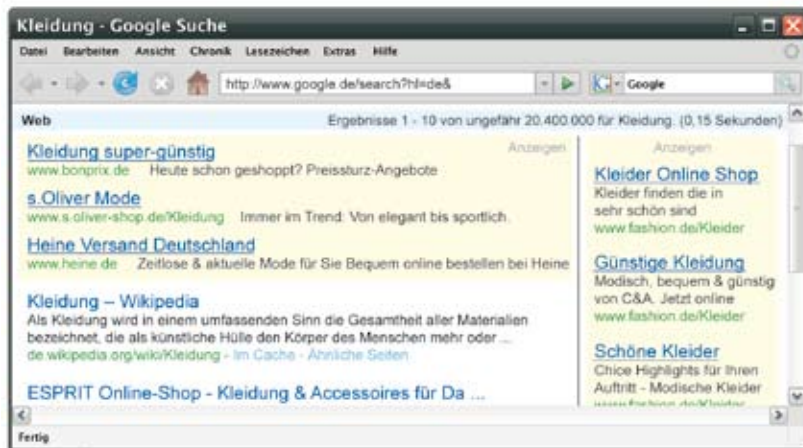 Kleidung - Google Suche
Datei Bearbeiten Ansicht Chronik Lesezeichen Extras Hilfe
http://www.google.de/search?hl=de& G Google
Web Ergebnisse 1 - 10 von ungefähr 20.400.000 für Kleidung. (0,15 Sekunden)
Kleidung super-günstig Anzeigen
www.bonprix.de Heute schon geshoppt? Preissturz-Angebote
s.Oliver Mode
www.s.oliver-shop.de/Kleidung Immer im Trend: Von elegant bis sportlich.
Heine Versand Deutschland
www.heine.de Zeitlose & aktuelle Mode für Sie Bequem online bestellen bei Heine
Kleidung – Wikipedia
Als Kleidung wird in einem umfassenden Sinn die Gesamtheit aller Materialien
bezeichnet, die als künstliche Hülle den Körper des Menschen mehr oder ...
de.wikipedia.org/wiki/Kleidung - Im Cache - Ähnliche Seiten
ESPRIT Online-Shop - Kleidung & Accessoires für Da ...
Anzeigen
Kleider Online Shop
Kleider finden die in
sehr schön sind
www.fashion.de/Kleider
Günstige Kleidung
Modisch, bequem & günstig
von C&A. Jetzt online
www.fashion.de/Kleider
Schöne Kleider
Chice Highlights für Ihren
Auftritt - Modische Kleider
www.fashion.de/Kleider
Fertig